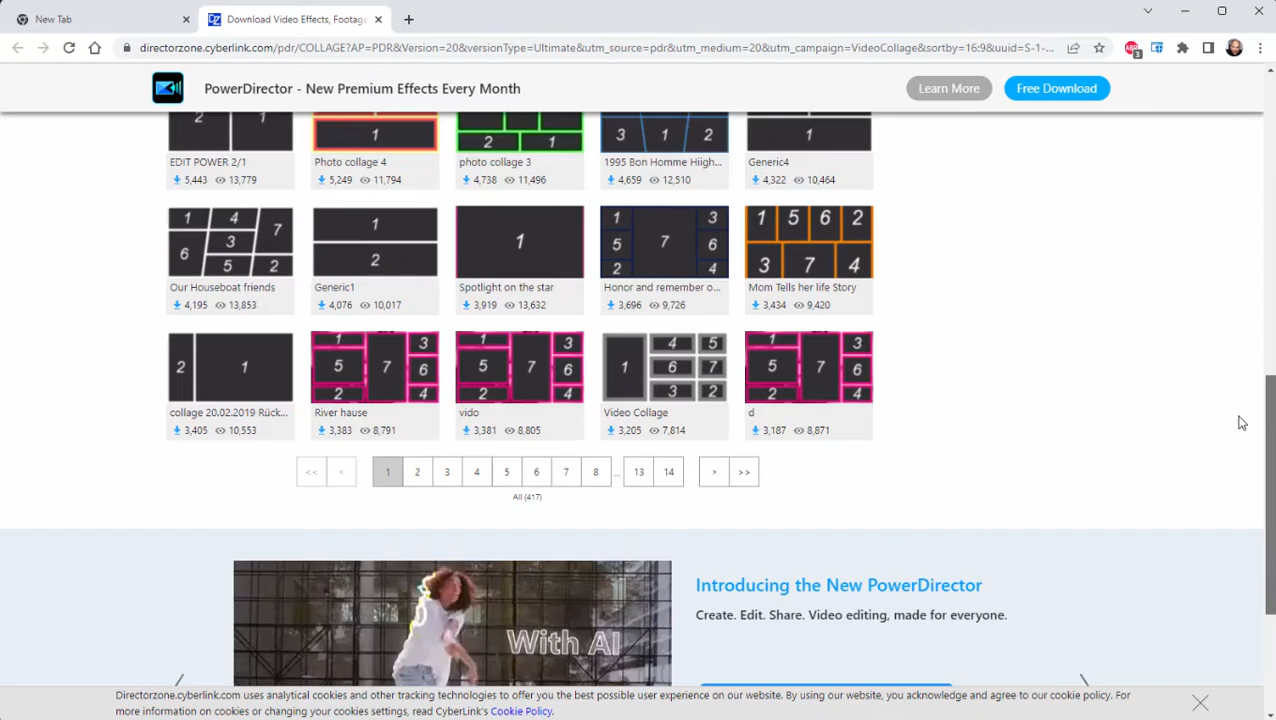 New Tab
Download Video Effects, Footage
directorzone.cyberlink.com/pdr/COLLAGE?AP=PDR&Version=20&versionType=Ultimate&utm_source=pdr&utm_medium=20&utm_campaign=VideoCollage&sortby=16:9&uuid=S-1-...
3
PowerDirector - New Premium Effects Every Month
Learn More
Free Download
2 1
1
2 1
3 1 2
1
EDIT POWER 2/1
Photo collage 4
photo collage 3
1995 Bon Homme Hiigh...
Generic4
5,443 13,779
5,249 11,794
4,738 11,496
4,659 12,510
4,322 10,464
1 4 7 6 3 5 2
1 2
1
1 3 5 7 6 2 4
1 5 6 2 3 7 4
Our Houseboat friends
Generic1
Spotlight on the star
Honor and remember o...
Mom Tells her life Story
4,195 13,853
4,076 10,017
3,919 13,632
3,696 9,726
3,434 9,420
2 1
1 3 5 7 6 2 4
1 3 5 7 6 2 4
1 4 5 6 7 3 2
1 3 5 7 6 2 4
collage 20.02.2019 Rück...
River hause
vido
Video Collage
d
3,405 10,553
3,383 8,791
3,381 8,805
3,205 7,814
3,187 8,871
<< < 1 2 3 4 5 6 7 8 ... 13 14 > >>
All (417)
Introducing the New PowerDirector
Create. Edit. Share. Video editing, made for everyone.
With AI
Directorzone.cyberlink.com uses analytical cookies and other tracking technologies to offer you the best possible user experience on our website. By using our website, you acknowledge and agree to our cookie policy. For
more information on cookies or changing your cookies settings, read CyberLink's Cookie Policy.